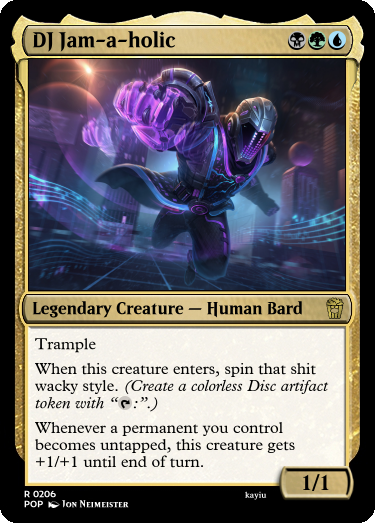 DJ Jam-a-holic
Legendary Creature — Human Bard
Trample
When this creature enters, spin that shit
wacky style. (Create a colorless Disc artifact
token with “:”.)
Whenever a permanent you control
becomes untapped, this creature gets
+1/+1 until end of turn.
1/1
R 0206
POP Jon Neimeister
kayiu